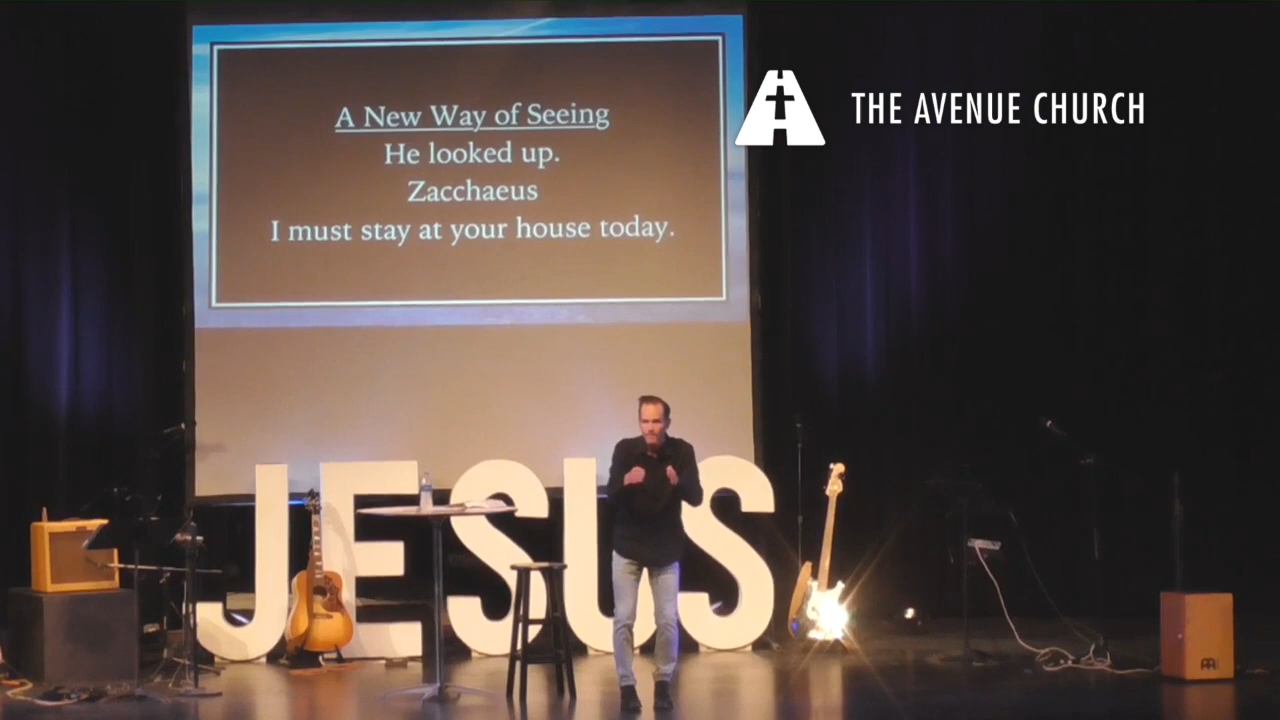 A New Way of Seeing
He looked up.
Zacchaeus
I must stay at your house today.
THE AVENUE CHURCH
JESUS